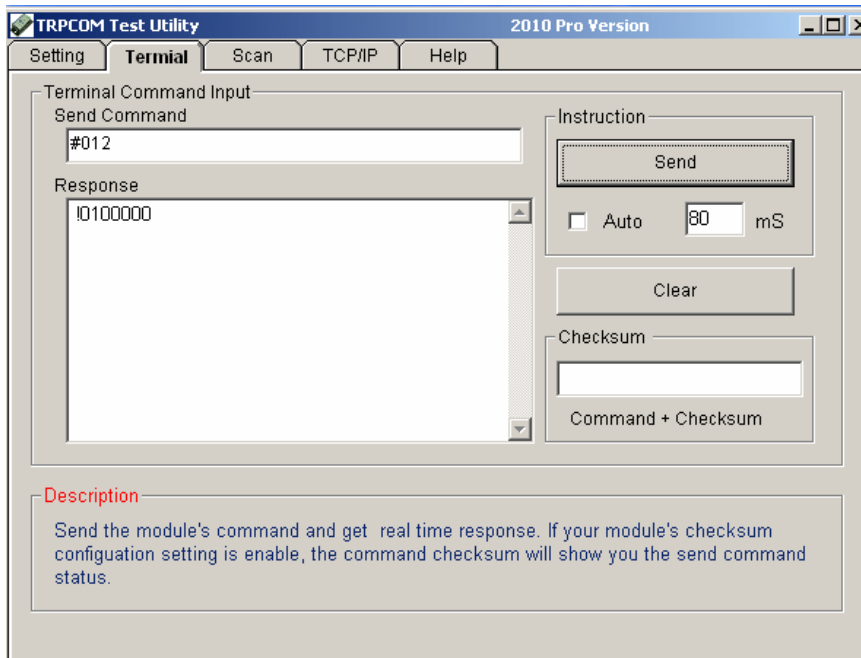 TRPCOM Test Utility 2010 Pro Version
Setting Termial Scan TCP/IP Help
Terminal Command Input
Send Command
#012
Response
!0100000
Instruction
Send
Auto 80 mS
Clear
Checksum
Command + Checksum
Description
Send the module's command and get real time response. If your module's checksum
configuation setting is enable, the command checksum will show you the send command
status.